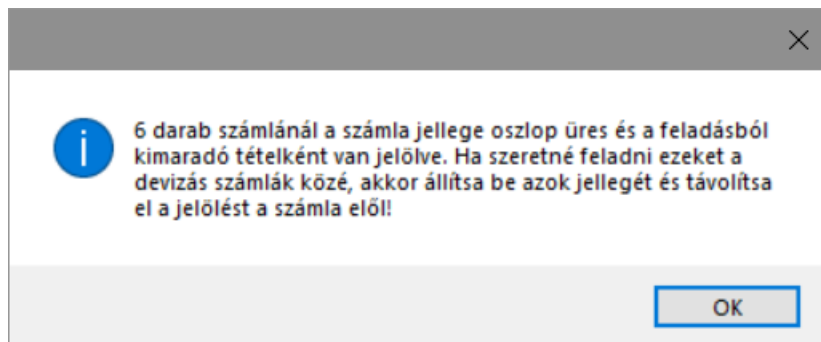 6 darab számlánál a számla jellege oszlop üres és a feladásból
kimaradó tételként van jelölve. Ha szeretné feladni ezeket a
devizás számlák közé, akkor állítsa be azok jellegét és távolítsa
el a jelölést a számla elől!
OK